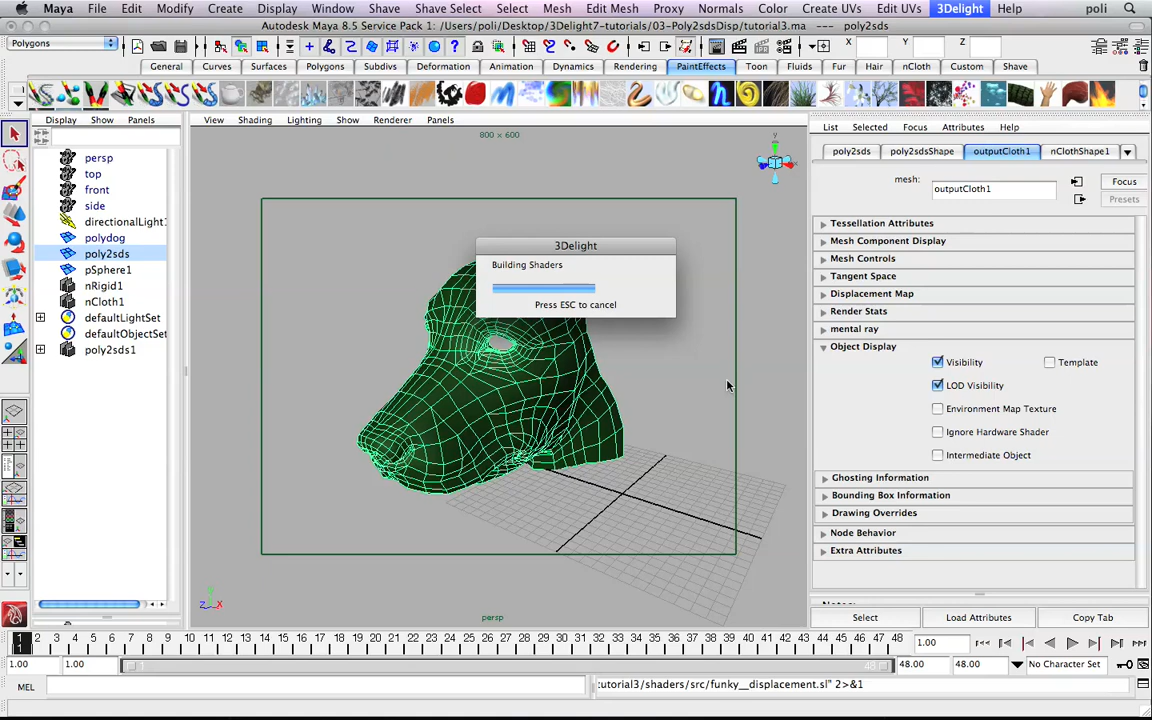 Maya File Edit Modify Create Display Window Assets Select Mesh Edit Mesh Proxy Normals Color Create UVs Edit UVs 3Delight Help poli
Autodesk Maya 8.5 Service Pack 1: /Users/poli/Desktop/3Delight7-tutorials/03-Poly2sdsDisp/tutorial3.ma --- poly2sds
Polygons X Y Z
General Curves Surfaces Polygons Subdivs Deformation Animation Dynamics Rendering PaintEffects Toon Fluids Fur Hair nCloth Custom Shave
Display Show Panels
View Shading Lighting Show Renderer Panels
List Selected Focus Attributes Help
800 x 600
y
persp
top
front
side
directionalLight1
polydog
poly2sds
pSphere1
nRigid1
nCloth1
defaultLightSet
defaultObjectSet
poly2sds1
3Delight
Building Shaders
Press ESC to cancel
z x
persp
poly2sds poly2sdsShape outputCloth1 nClothShape1
mesh: outputCloth1 Focus
Presets
Tessellation Attributes
Mesh Component Display
Mesh Controls
Tangent Space
Displacement Map
Render Stats
mental ray
Object Display
Visibility Template
LOD Visibility
Environment Map Texture
Ignore Hardware Shader
Intermediate Object
Ghosting Information
Bounding Box Information
Drawing Overrides
Node Behavior
Extra Attributes
Select Load Attributes Copy Tab
1 2 3 4 5 6 7 8 9 10 11 12 13 14 15 16 17 18 19 20 21 22 23 24 25 26 27 28 29 30 31 32 33 34 35 36 37 38 39 40 41 42 43 44 45 46 47 48 1.00
1.00 1.00 1 48 48.00 48.00 No Character Set
MEL :utorial3/shaders/src/funky__displacement.sl" 2>&1